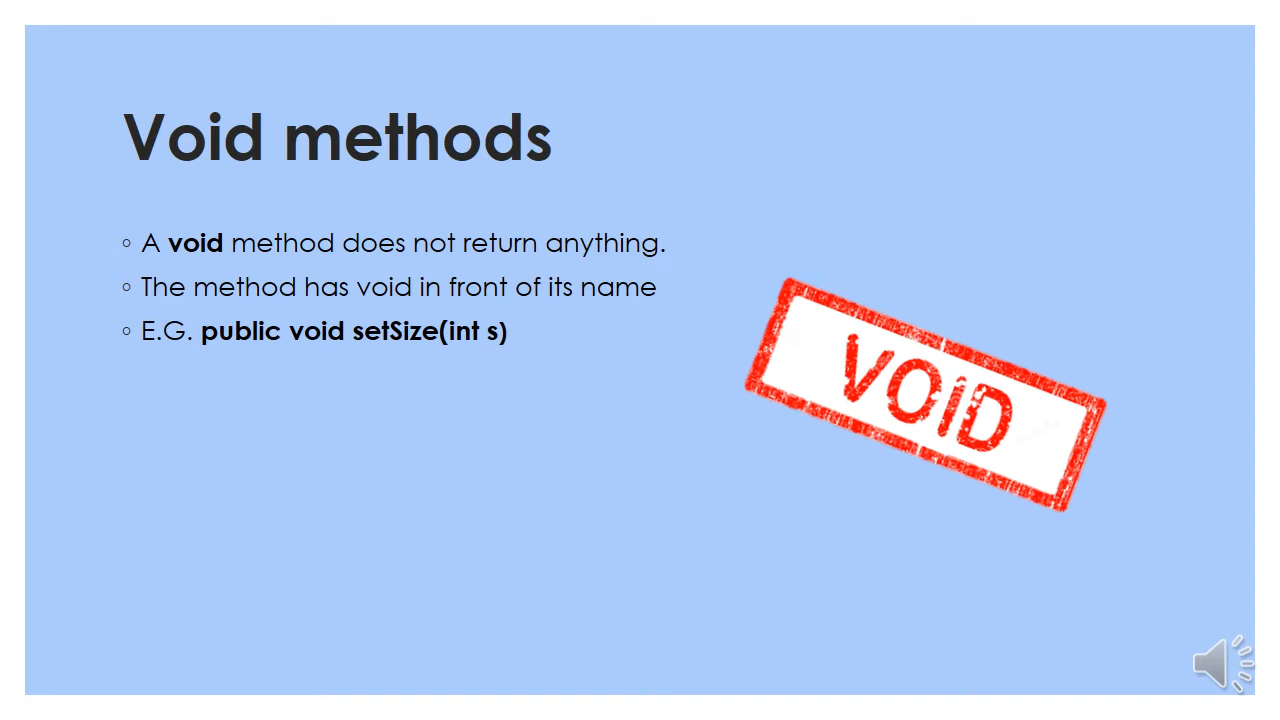 Void methods
◦ A void method does not return anything.
◦ The method has void in front of its name
◦ E.G. public void setSize(int s)
VOID